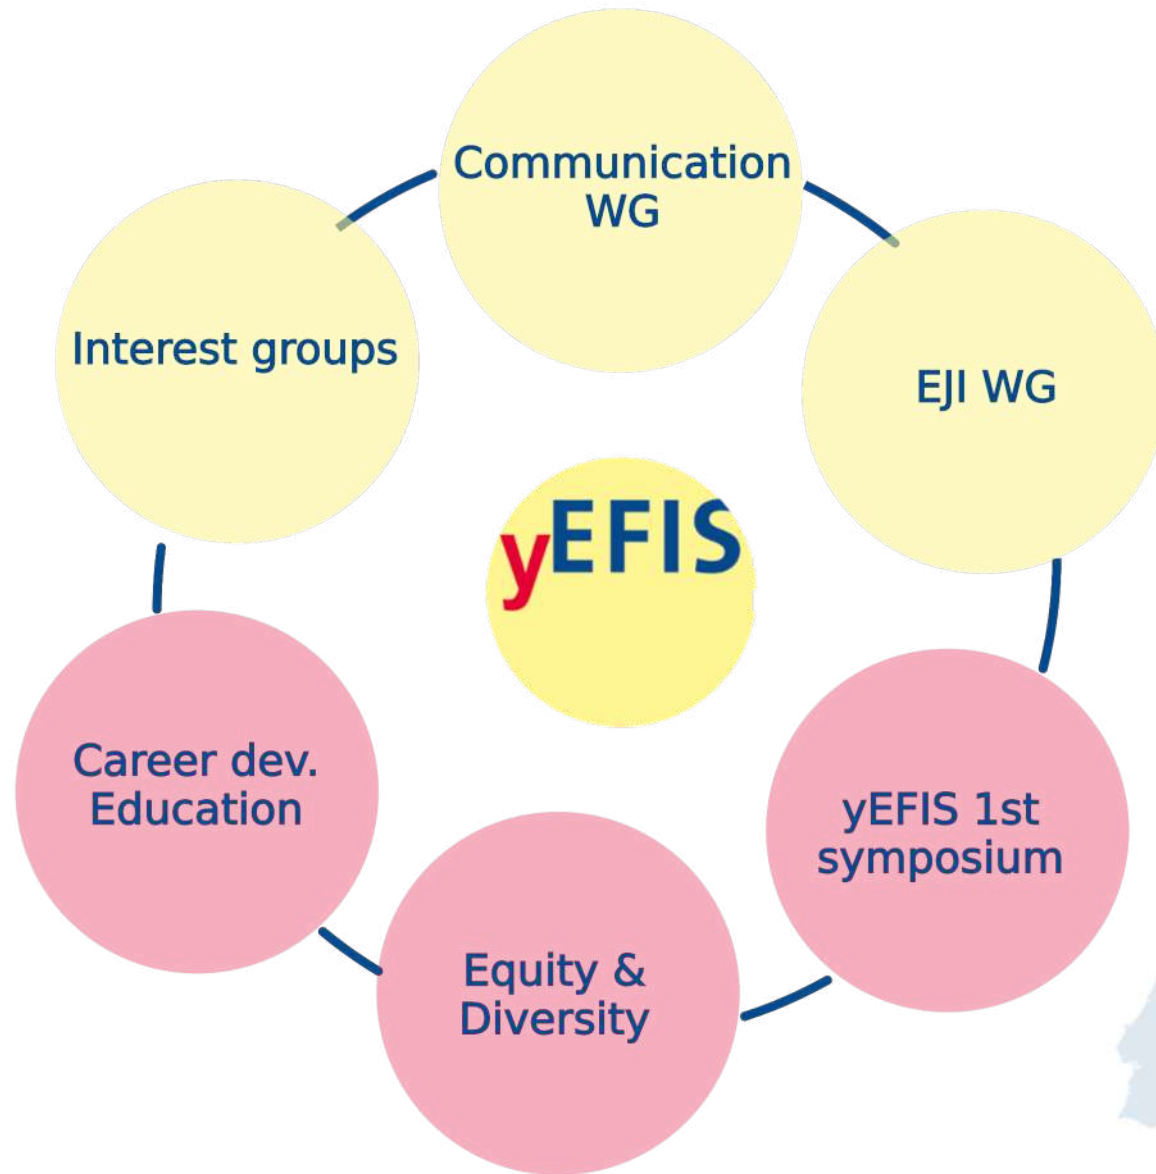 Communication
WG
Interest groups
EJI WG
yEFIS
Career dev.
Education
yEFIS 1st
symposium
Equity &
Diversity